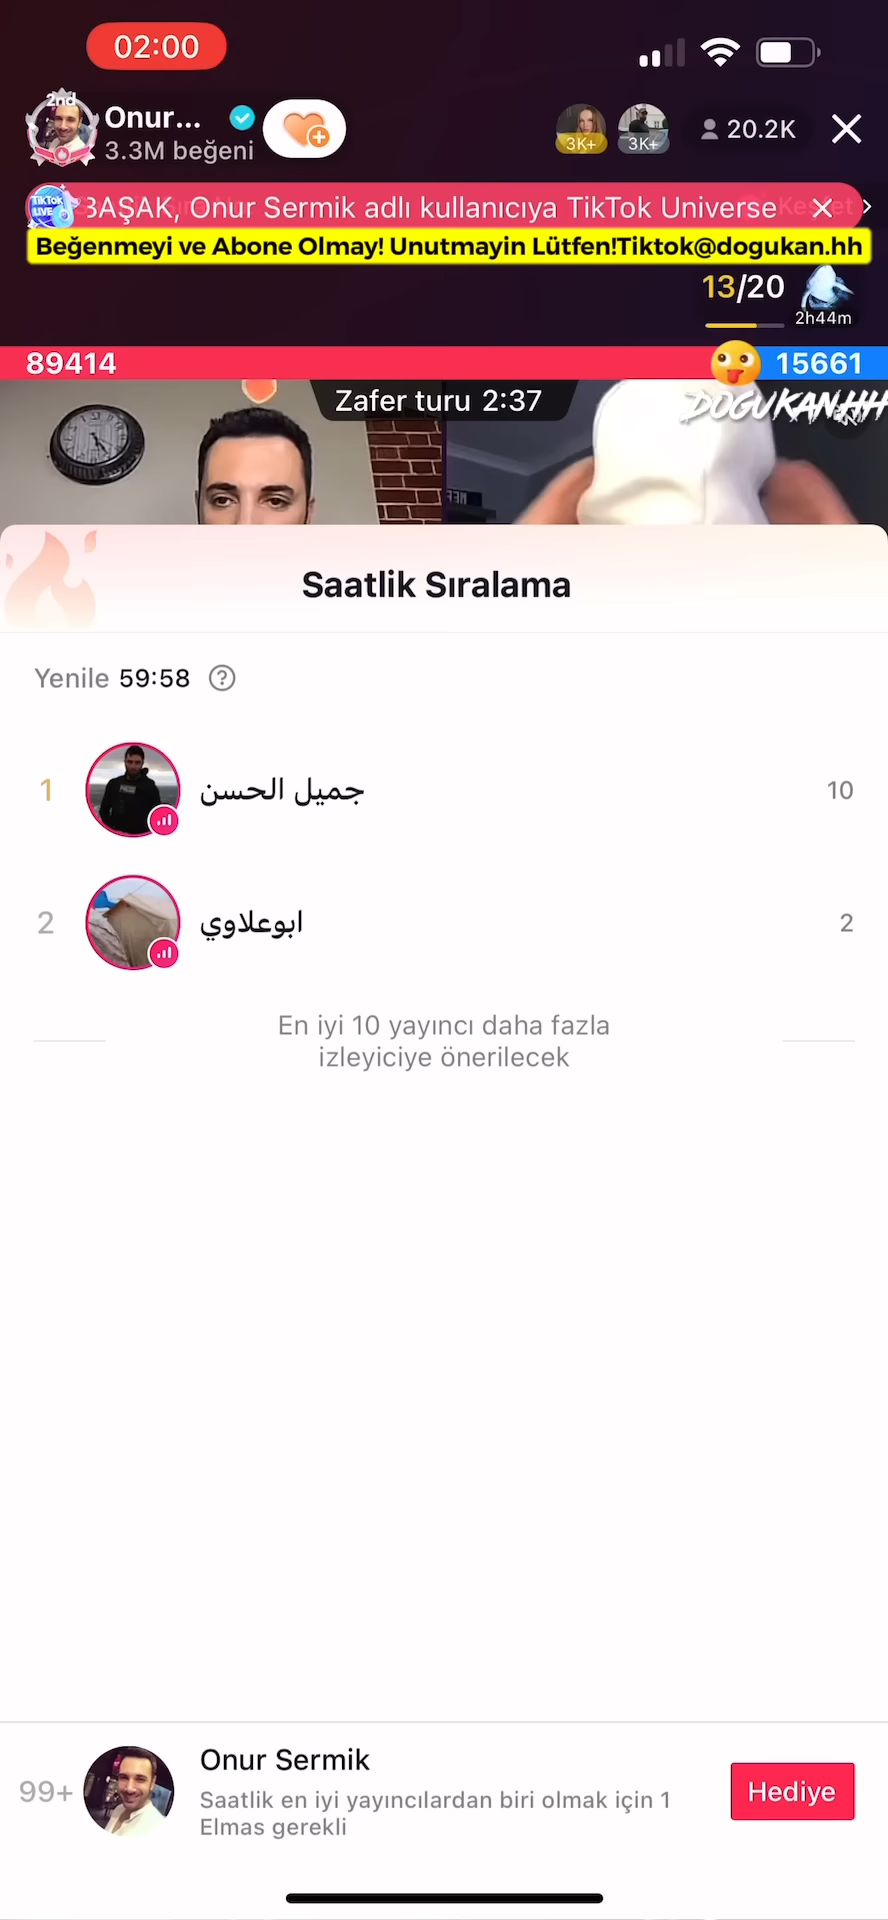 02:00
2nd
Onur...
3.3M beğeni
3K+
3K+
20.2K
TikTok
LIVE
BAŞAK, Onur Sermik adlı kullanıcıya TikTok Universe
Beğenmeyi ve Abone Olmay! Unutmayin Lütfen!Tiktok@dogukan.hh
13/20
2h44m
89414
15661
Zafer turu 2:37
DOGUKAN.HH
Saatlik Sıralama
Yenile 59:58
1
جميل الحسن
10
2
ابوعلاوي
2
En iyi 10 yayıncı daha fazla
izleyiciye önerilecek
99+
Onur Sermik
Saatlik en iyi yayıncılardan biri olmak için 1
Elmas gerekli
Hediye